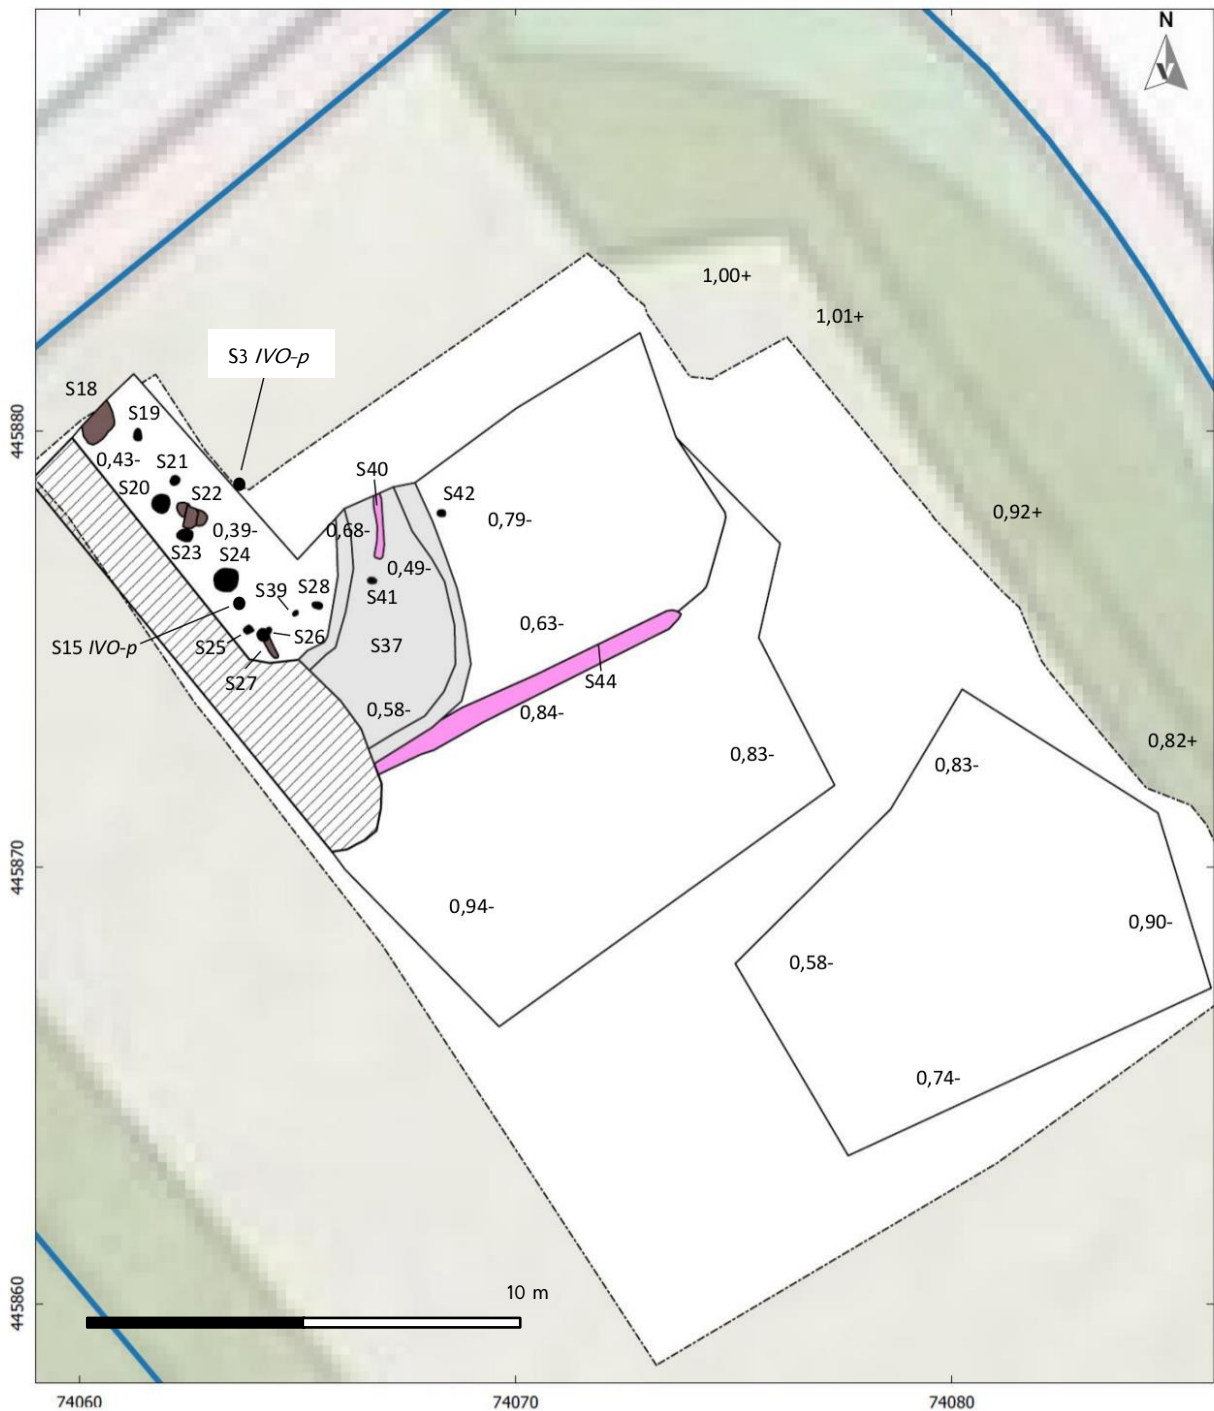 N
1,00+
1,01+
S3 IVO-p
S18
S19
445880
0,43-
S21
S40
S20
S22
S42
0,39-
0,68-
0,79-
0,92+
S23
S24
0,49-
S39
S28
S41
0,63-
S15 IVO-p
S25
S26
S37
S27
S44
0,58-
0,84-
0,82+
0,83-
0,83-
445870
0,94-
0,90-
0,58-
0,74-
445860
10 m
74060
74070
74080